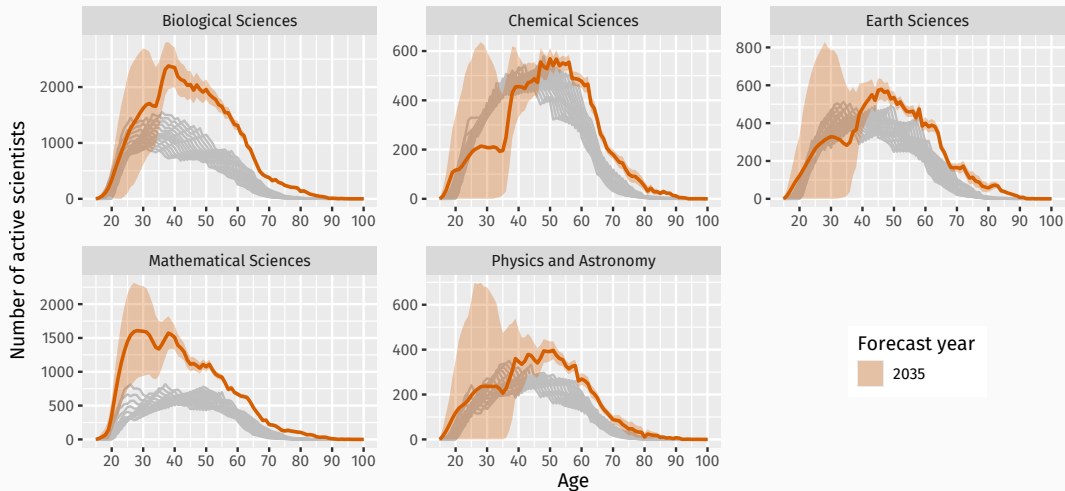 Biological Sciences
Chemical Sciences
Earth Sciences
2000
1000
0
20 30 40 50 60 70 80 90 100
600
400
200
0
20 30 40 50 60 70 80 90 100
800
600
400
200
0
20 30 40 50 60 70 80 90 100
Number of active scientists
Mathematical Sciences
Physics and Astronomy
2000
1500
1000
500
0
20 30 40 50 60 70 80 90 100
600
400
200
0
20 30 40 50 60 70 80 90 100
Age
Forecast year
2035